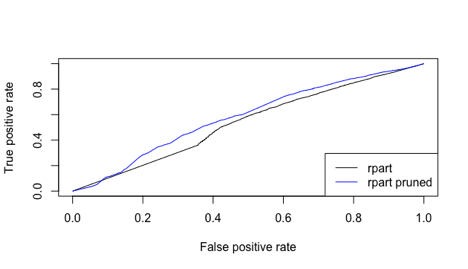 True positive rate
0.8
0.4
0.0
rpart
rpart pruned
0.0 0.2 0.4 0.6 0.8 1.0
False positive rate